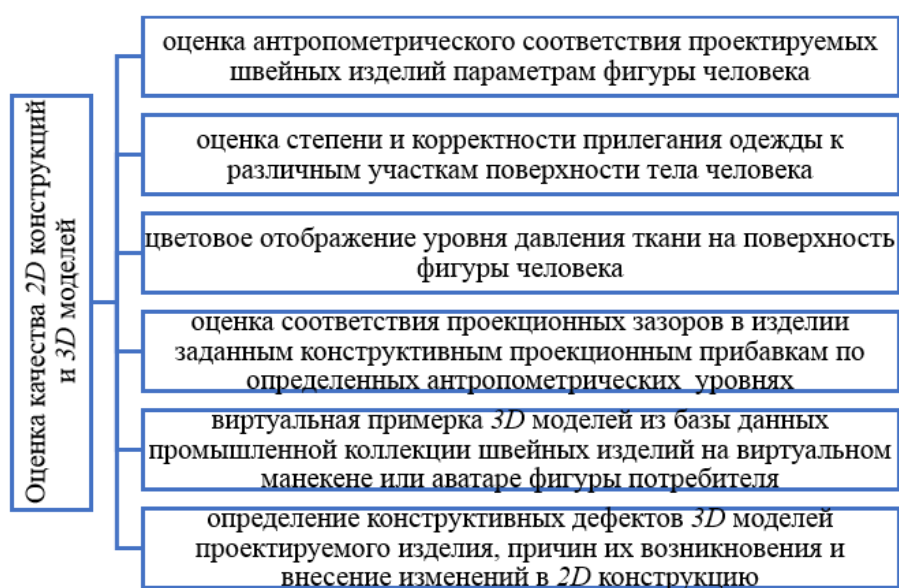 Оценка качества 2D конструкций
и 3D моделей
оценка антропометрического соответствия проектируемых
швейных изделий параметрам фигуры человека
оценка степени и корректности прилегания одежды к
различным участкам поверхности тела человека
цветовое отображение уровня давления ткани на поверхность
фигуры человека
оценка соответствия проекционных зазоров в изделии
заданным конструктивным проекционным прибавкам по
определенных антропометрических уровнях
виртуальная примерка 3D моделей из базы данных
промышленной коллекции швейных изделий на виртуальном
манекене или аватаре фигуры потребителя
определение конструктивных дефектов 3D моделей
проектируемого изделия, причин их возникновения и
внесение изменений в 2D конструкцию